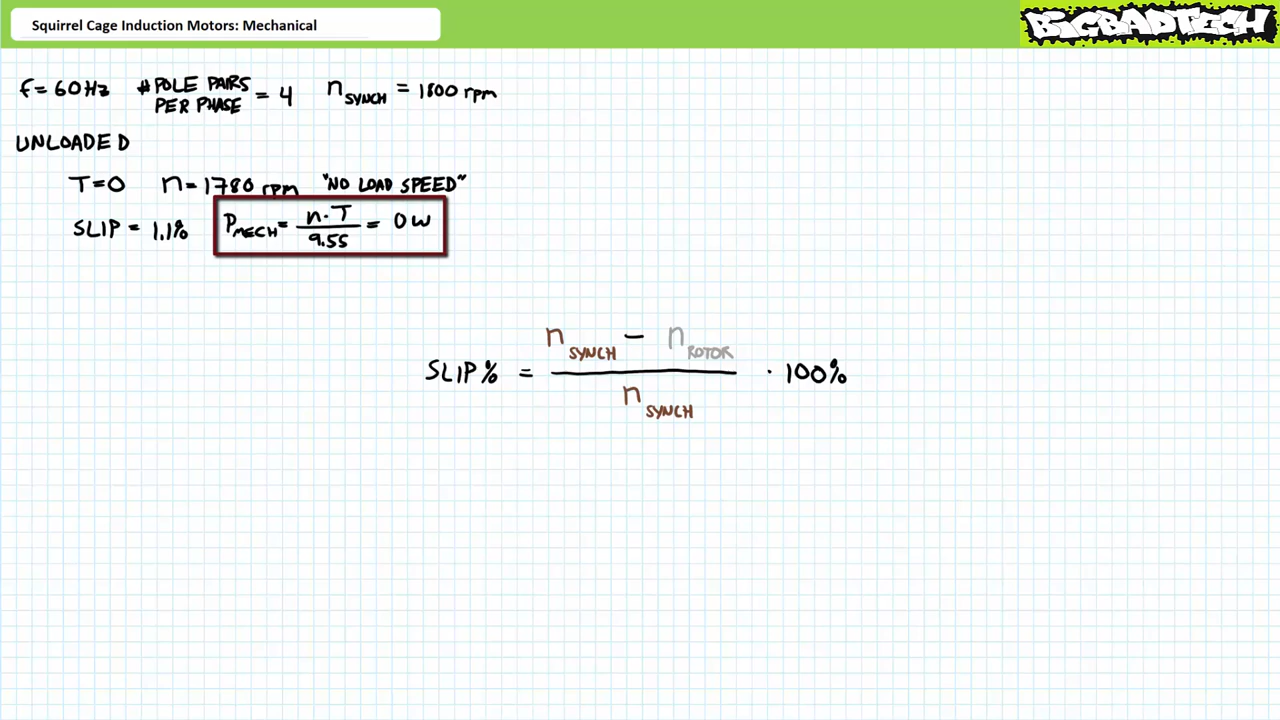 Squirrel Cage Induction Motors: Mechanical
BIGBADTECH
f=60Hz #POLE PAIRS PER PHASE = 4 nSYNCH = 1800 rpm
UNLOADED
T=0 n=1780 rpm "NO LOAD SPEED"
SLIP = 1.1% PMECH = n·T / 9.55 = 0W
SLIP% = nSYNCH - nROTOR / nSYNCH · 100%